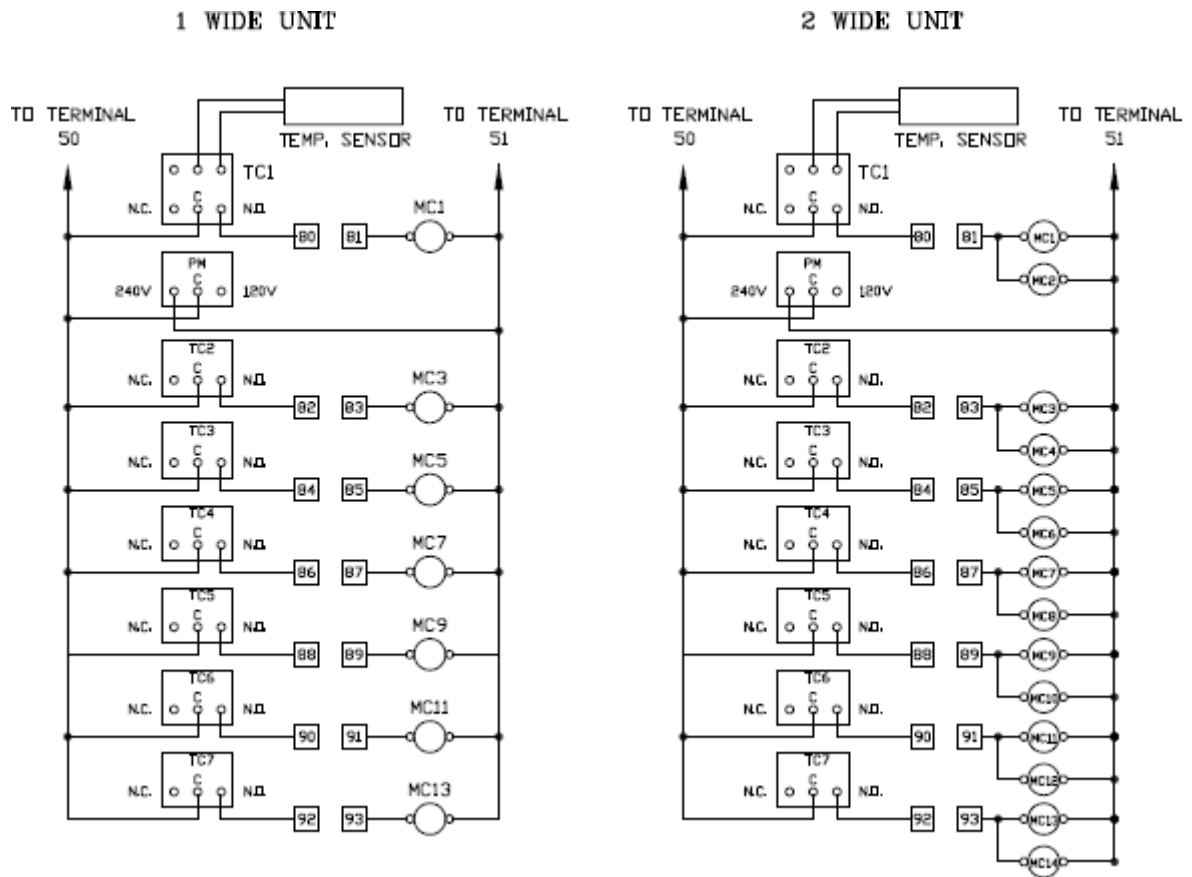 1 WIDE UNIT
TO TERMINAL
50
TEMP. SENSOR
TO TERMINAL
51
TC1
N.C.
C
N.O.
80
81
MC1
PM
C
240V
120V
TC2
N.C.
C
N.O.
82
83
MC3
TC3
N.C.
C
N.O.
84
85
MC5
TC4
N.C.
C
N.O.
86
87
MC7
TC5
N.C.
C
N.O.
88
89
MC9
TC6
N.C.
C
N.O.
90
91
MC11
TC7
N.C.
C
N.O.
92
93
MC13
2 WIDE UNIT
TO TERMINAL
50
TEMP. SENSOR
TO TERMINAL
51
TC1
N.C.
C
N.O.
80
81
MC1
MC2
PM
C
240V
120V
TC2
N.C.
C
N.O.
82
83
MC3
MC4
TC3
N.C.
C
N.O.
84
85
MC5
MC6
TC4
N.C.
C
N.O.
86
87
MC7
MC8
TC5
N.C.
C
N.O.
88
89
MC9
MC10
TC6
N.C.
C
N.O.
90
91
MC11
MC12
TC7
N.C.
C
N.O.
92
93
MC13
MC14